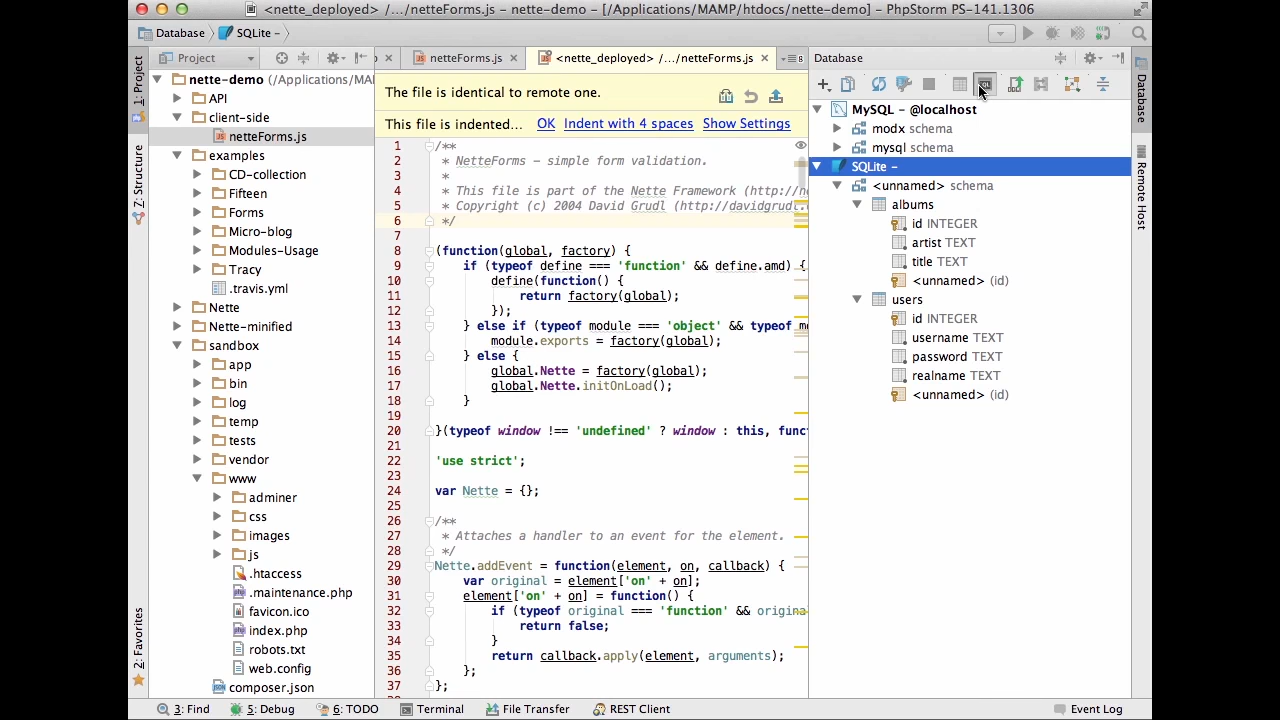 <nette_deployed> /.../netteForms.js - nette-demo - [/Applications/MAMP/htdocs/nette-demo] - PhpStorm PS-141.1306
Database SQLite -
1: Project
Z: Structure
2: Favorites
Project
nette-demo (/Applications/MA
API
client-side
netteForms.js
examples
CD-collection
Fifteen
Forms
Micro-blog
Modules-Usage
Tracy
.travis.yml
Nette
Nette-minified
sandbox
app
bin
log
temp
tests
vendor
www
adminer
css
images
js
.htaccess
.maintenance.php
favicon.ico
index.php
robots.txt
web.config
composer.json
netteForms.js <nette_deployed> /.../netteForms.js 8
The file is identical to remote one.
This file is indented... OK Indent with 4 spaces Show Settings
1 /**
2 * NetteForms – simple form validation.
3 *
4 * This file is part of the Nette Framework (http://n
5 * Copyright (c) 2004 David Grudl (http://davidgrudl.
6 */
7
8 (function(global, factory) {
9 if (typeof define === 'function' && define.amd) {
10 define(function() {
11 return factory(global);
12 });
13 } else if (typeof module === 'object' && typeof m
14 module.exports = factory(global);
15 } else {
16 global.Nette = factory(global);
17 global.Nette.initOnLoad();
18 }
19
20 }(typeof window !== 'undefined' ? window : this, func
21
22 'use strict';
23
24 var Nette = {};
25
26 /**
27 * Attaches a handler to an event for the element.
28 */
29 Nette.addEvent = function(element, on, callback) {
30 var original = element['on' + on];
31 element['on' + on] = function() {
32 if (typeof original === 'function' && origina
33 return false;
34 }
35 return callback.apply(element, arguments);
36 };
37 };
Database
MySQL - @localhost
modx schema
mysql schema
SQLite -
<unnamed> schema
albums
id INTEGER
artist TEXT
title TEXT
<unnamed> (id)
users
id INTEGER
username TEXT
password TEXT
realname TEXT
<unnamed> (id)
Database
Remote Host
3: Find 5: Debug 6: TODO Terminal File Transfer REST Client Event Log